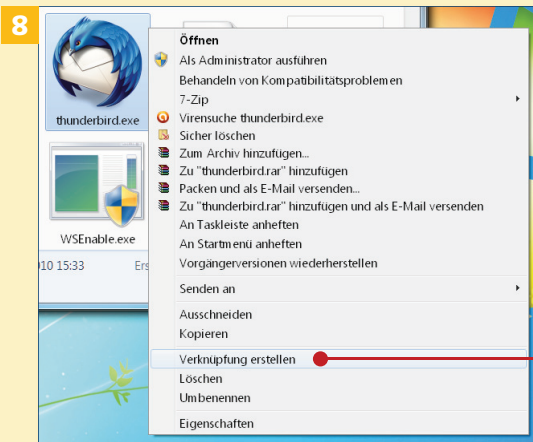 8
Öffnen
Als Administrator ausführen
Behandeln von Kompatibilitätsproblemen
7-Zip
Virensuche thunderbird.exe
Sicher löschen
Zum Archiv hinzufügen...
Zu "thunderbird.rar" hinzufügen
Packen und als E-Mail versenden...
Zu "thunderbird.rar" hinzufügen und als E-Mail versenden
An Taskleiste anheften
An Startmenü anheften
Vorgängerversionen wiederherstellen
Senden an
Ausschneiden
Kopieren
Verknüpfung erstellen
Löschen
Umbenennen
Eigenschaften
thunderbird.exe
WSEnable.exe
010 15:33 Ers